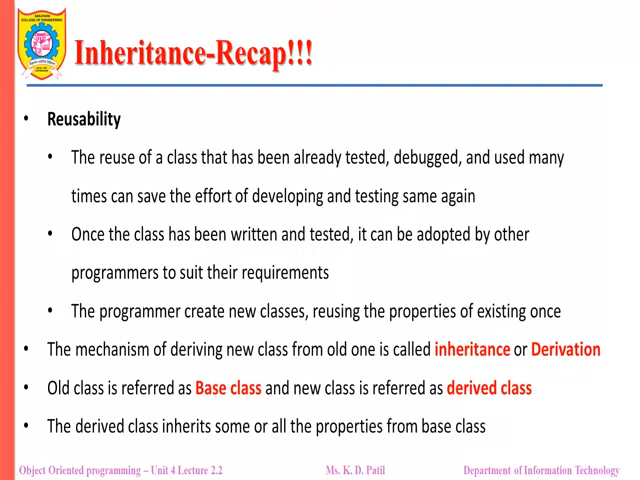 Inheritance-Recap!!!
• Reusability
• The reuse of a class that has been already tested, debugged, and used many
times can save the effort of developing and testing same again
• Once the class has been written and tested, it can be adopted by other
programmers to suit their requirements
• The programmer create new classes, reusing the properties of existing once
• The mechanism of deriving new class from old one is called inheritance or Derivation
• Old class is referred as Base class and new class is referred as derived class
• The derived class inherits some or all the properties from base class
Object Oriented programming – Unit 4 Lecture 2.2 Ms. K. D. Patil Department of Information Technology